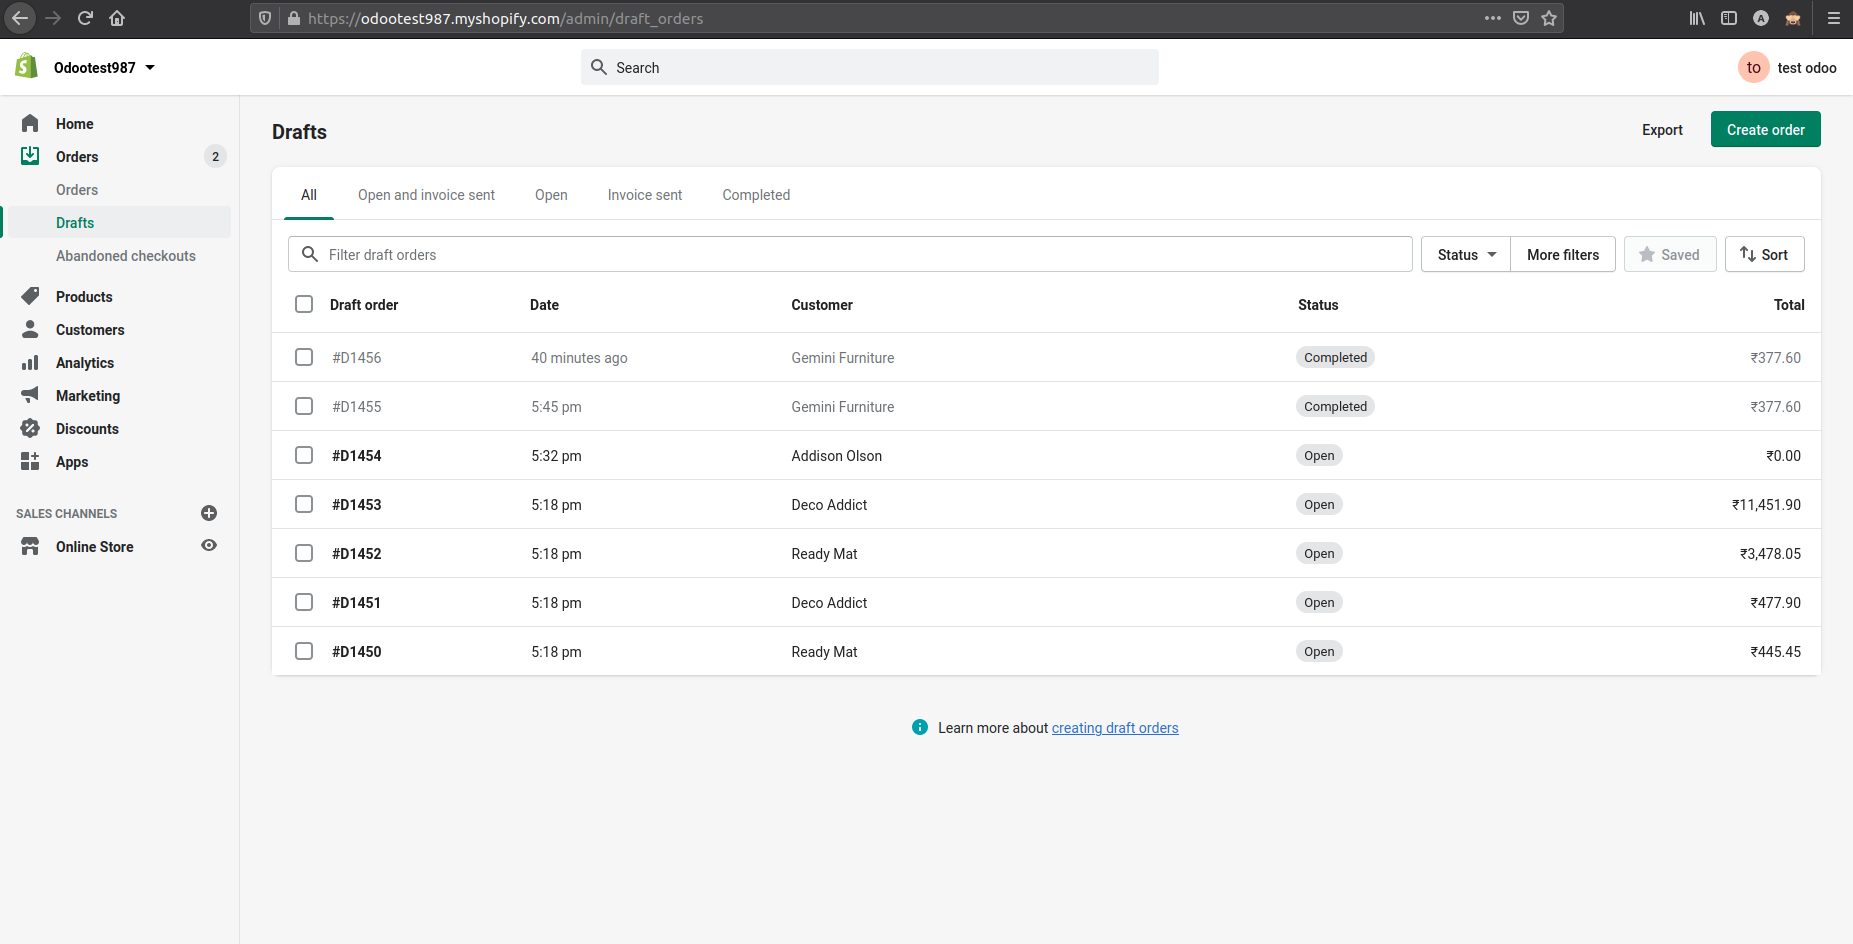 https://odootest987.myshopify.com/admin/draft_orders
Odootest987
Search
to test odoo
Home
Orders 2
Orders
Drafts
Abandoned checkouts
Products
Customers
Analytics
Marketing
Discounts
Apps
SALES CHANNELS
Online Store
Drafts
Export Create order
All Open and invoice sent Open Invoice sent Completed
Filter draft orders Status More filters Saved Sort
Draft order Date Customer Status Total
#D1456 40 minutes ago Gemini Furniture Completed ₹377.60
#D1455 5:45 pm Gemini Furniture Completed ₹377.60
#D1454 5:32 pm Addison Olson Open ₹0.00
#D1453 5:18 pm Deco Addict Open ₹11,451.90
#D1452 5:18 pm Ready Mat Open ₹3,478.05
#D1451 5:18 pm Deco Addict Open ₹477.90
#D1450 5:18 pm Ready Mat Open ₹445.45
Learn more about creating draft orders